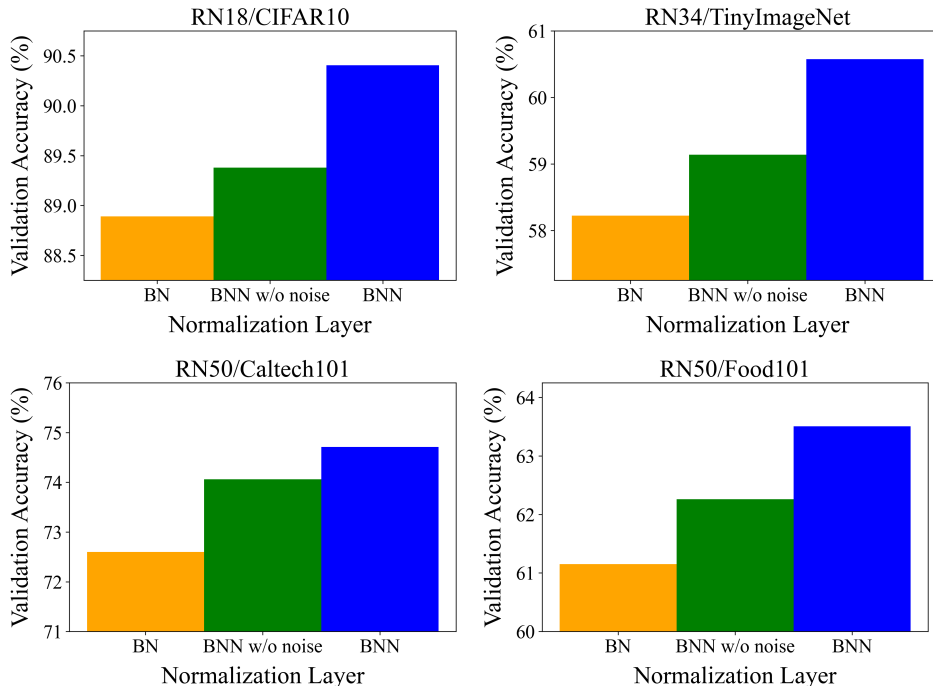 RN18/CIFAR10
Validation Accuracy (%)
90.5
90.0
89.5
89.0
88.5
BN BNN w/o noise BNN
Normalization Layer
RN34/TinyImageNet
Validation Accuracy (%)
61
60
59
58
BN BNN w/o noise BNN
Normalization Layer
RN50/Caltech101
Validation Accuracy (%)
76
75
74
73
72
71
BN BNN w/o noise BNN
Normalization Layer
RN50/Food101
Validation Accuracy (%)
64
63
62
61
60
BN BNN w/o noise BNN
Normalization Layer